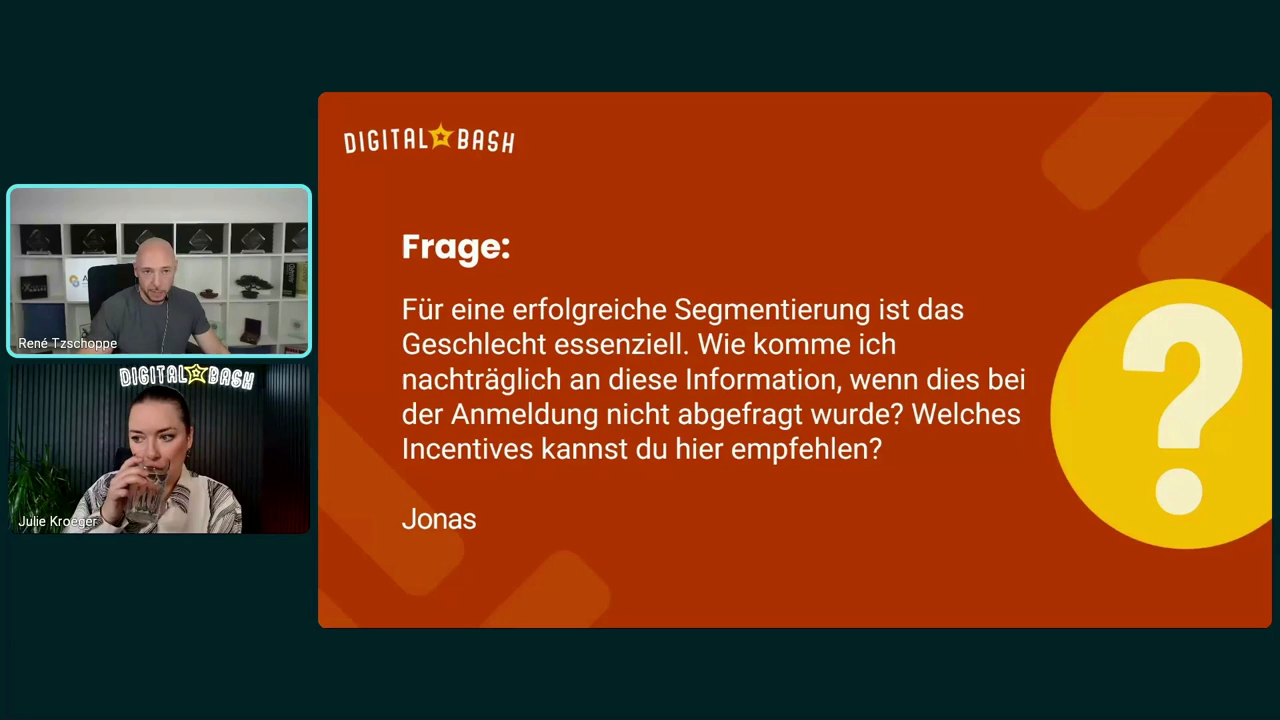 DIGITAL BASH
Frage:
Für eine erfolgreiche Segmentierung ist das
Geschlecht essenziell. Wie komme ich
nachträglich an diese Information, wenn dies bei
der Anmeldung nicht abgefragt wurde? Welches
Incentives kannst du hier empfehlen?
Jonas
?
René Tzschoppe
DIGITAL BASH
Julie Kroeger